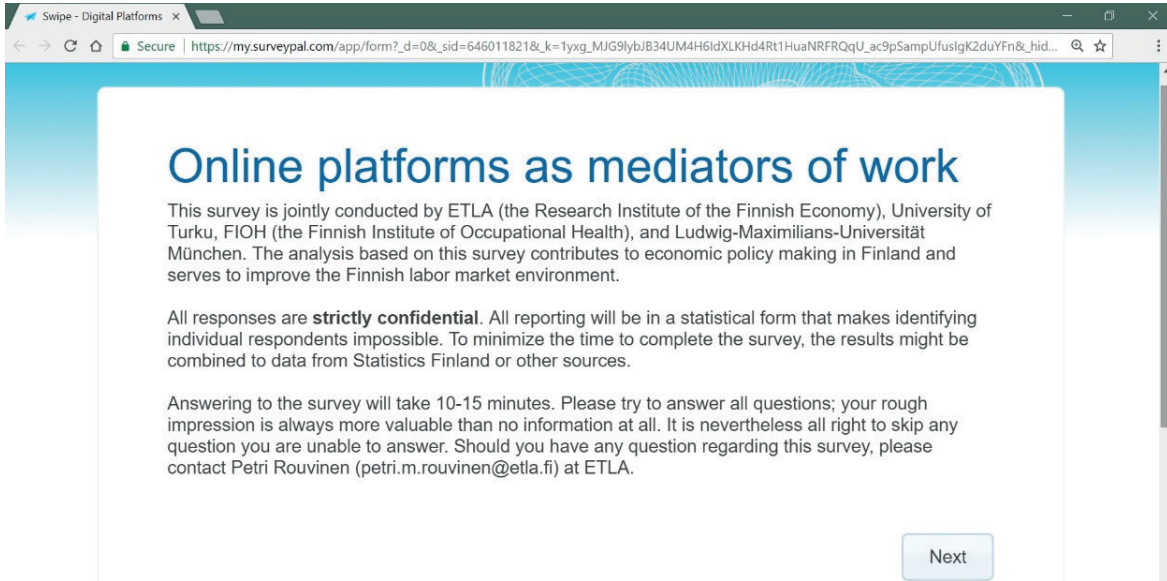 Swipe - Digital Platforms
Secure | https://my.surveypal.com/app/form?_d=0&_sid=646011821&_k=1yxg_MJG9lybJB34UM4H6IdXLKHd4Rt1HuaNRFRQqU_ac9pSampUfusIgK2duYFn&_hid...
Online platforms as mediators of work
This survey is jointly conducted by ETLA (the Research Institute of the Finnish Economy), University of
Turku, FIOH (the Finnish Institute of Occupational Health), and Ludwig-Maximilians-Universität
München. The analysis based on this survey contributes to economic policy making in Finland and
serves to improve the Finnish labor market environment.
All responses are strictly confidential. All reporting will be in a statistical form that makes identifying
individual respondents impossible. To minimize the time to complete the survey, the results might be
combined to data from Statistics Finland or other sources.
Answering to the survey will take 10-15 minutes. Please try to answer all questions; your rough
impression is always more valuable than no information at all. It is nevertheless all right to skip any
question you are unable to answer. Should you have any question regarding this survey, please
contact Petri Rouvinen (petri.m.rouvinen@etla.fi) at ETLA.
Next